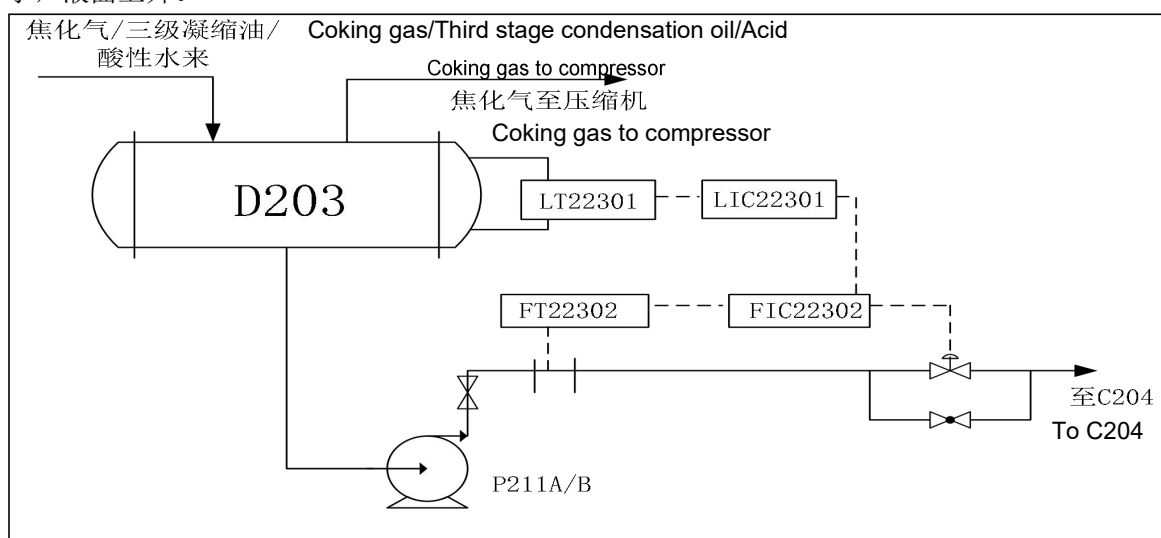 焦化气/三级凝缩油/ Coking gas/Third stage condensation oil/Acid
酸性水来
Coking gas to compressor
焦化气至压缩机
Coking gas to compressor
D203
LT22301
LIC22301
FT22302
FIC22302
至C204
To C204
P211A/B